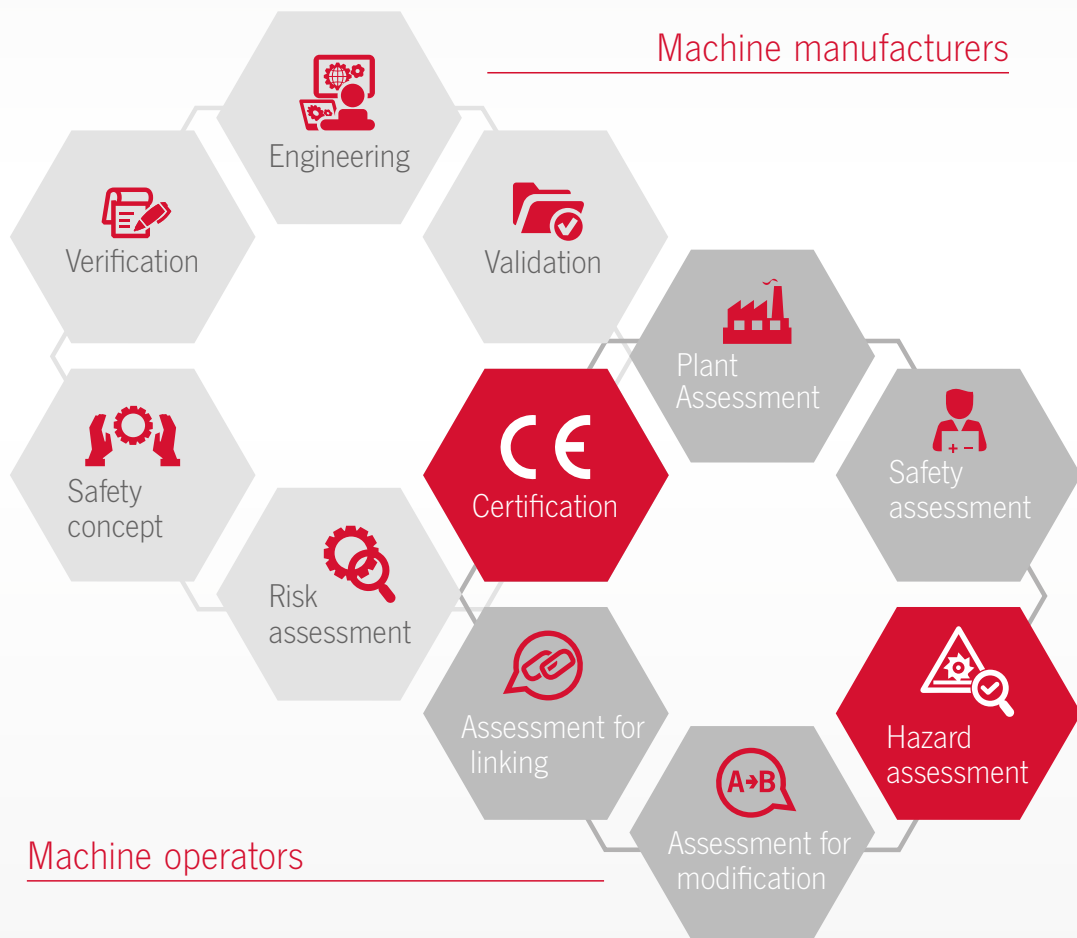 Machine manufacturers
Engineering
Verification
Validation
Plant
Assessment
Safety
concept
CE
Certification
Safety
assessment
+ -
Risk
assessment
Assessment for
linking
Hazard
assessment
A→B
Assessment for
modification
Machine operators